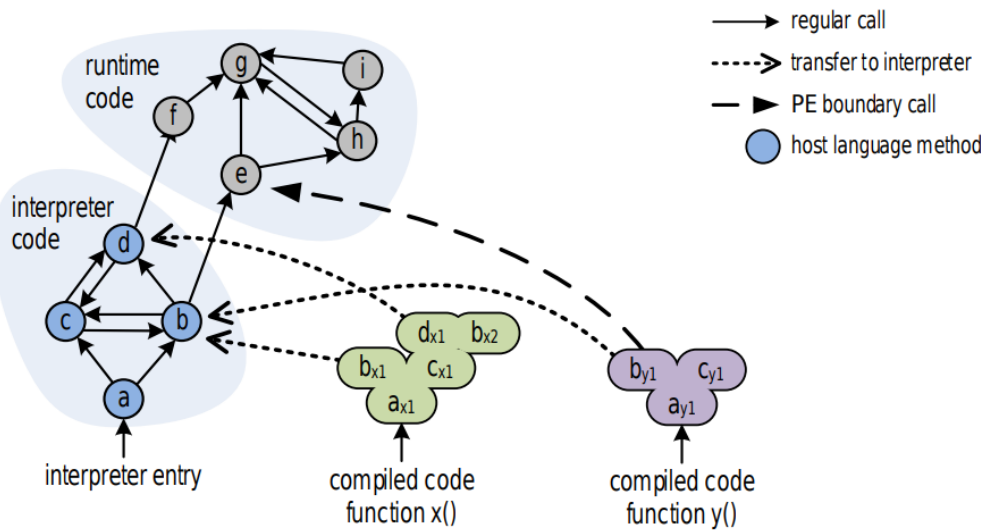 regular call
transfer to interpreter
PE boundary call
host language method
runtime
code
g
i
f
h
e
interpreter
code
d
c
b
a
interpreter entry
dx1
bx2
bx1
cx1
ax1
compiled code
function x()
by1
cy1
ay1
compiled code
function y()